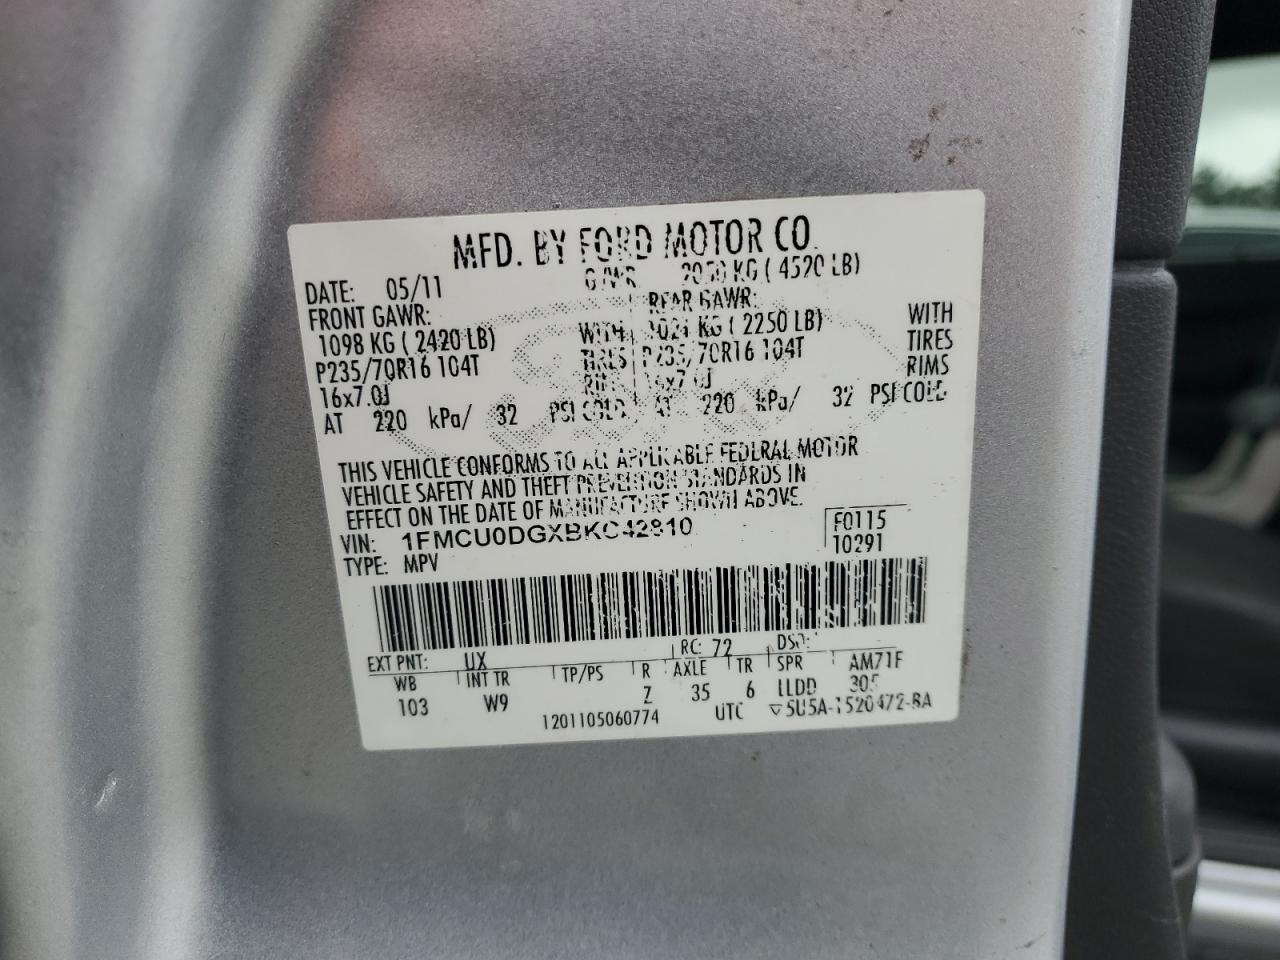 MFD. BY FORD MOTOR CO.
DATE: 05/11 GVWR 2050 KG ( 4520 LB)
FRONT GAWR: REAR GAWR:
1098 KG ( 2420 LB) WITH 1021 KG ( 2250 LB) WITH
P235/70R16 104T TIRES P235/70R16 104T TIRES
16x7.0J RIMS 16x7.0J RIMS
AT 220 kPa/ 32 PSI COLD AT 220 kPa/ 32 PSI COLD
THIS VEHICLE CONFORMS TO ALL APPLICABLE FEDERAL MOTOR
VEHICLE SAFETY AND THEFT PREVENTION STANDARDS IN
EFFECT ON THE DATE OF MANUFACTURE SHOWN ABOVE.
VIN: 1FMCU0DGXBKC42810 F0115
TYPE: MPV 10291
EXT PNT: UX RC: 72 DSO:
WB INT TR TP/PS R AXLE TR SPR AM71F
103 W9 Z 35 6 LLDD 305
1201105060774 UTC ▽5U5A-1520472-BA